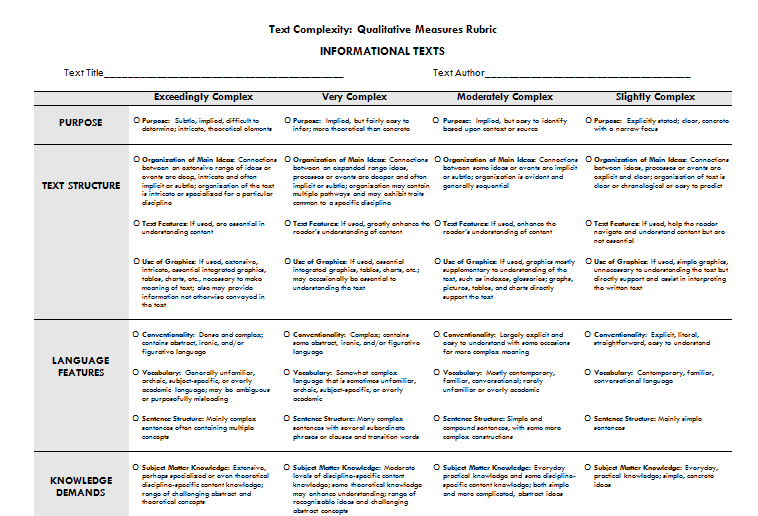 Text Complexity: Qualitative Measures Rubric
INFORMATIONAL TEXTS
Text Title________________________________________ Text Author___________________________________
Exceedingly Complex Very Complex Moderately Complex Slightly Complex
PURPOSE
Purpose: Subtle, implied, difficult to
determine; intricate, theoretical elements
Purpose: Implied, but fairly easy to
infer; more theoretical than concrete
Purpose: Implied, but easy to identify
based upon context or source
Purpose: Explicitly stated; clear, concrete
with a narrow focus
TEXT STRUCTURE
Organization of Main Ideas: Connections
between an extensive range of ideas or
events are deep, intricate and often
implicit or subtle; organization of the text
is intricate or specialized for a particular
discipline
Organization of Main Ideas: Connections
between an expanded range ideas,
processes or events are deeper and often
implicit or subtle; organization may contain
multiple pathways and may exhibit traits
common to a specific discipline
Organization of Main Ideas: Connections
between some ideas or events are implicit
or subtle; organization is evident and
generally sequential
Organization of Main Ideas: Connections
between ideas, processes or events are
explicit and clear; organization of text is
clear or chronological or easy to predict
Text Features: If used, are essential in
understanding content
Text Features: If used, greatly enhance the
reader's understanding of content
Text Features: If used, enhance the
reader's understanding of content
Text Features: If used, help the reader
navigate and understand content but are
not essential
Use of Graphics: If used, extensive,
intricate, essential integrated graphics,
tables, charts, etc., necessary to make
meaning of text; also may provide
information not otherwise conveyed in
the text
Use of Graphics: If used, essential
integrated graphics, tables, charts, etc.;
may occasionally be essential to
understanding the text
Use of Graphics: If used, graphics mostly
supplementary to understanding of the
text, such as indexes, glossaries; graphs,
pictures, tables, and charts directly
support the text
Use of Graphics: If used, simple graphics,
unnecessary to understanding the text but
directly support and assist in interpreting
the written text
LANGUAGE
FEATURES
Conventionality: Dense and complex;
contains abstract, ironic, and/or
figurative language
Conventionality: Complex; contains
some abstract, ironic, and/or figurative
language
Conventionality: Largely explicit and
easy to understand with some occasions
for more complex meaning
Conventionality: Explicit, literal,
straightforward, easy to understand
Vocabulary: Generally unfamiliar,
archaic, subject-specific, or overly
academic language; may be ambiguous
or purposefully misleading
Vocabulary: Somewhat complex
language that is sometimes unfamiliar,
archaic, subject-specific, or overly
academic
Vocabulary: Mostly contemporary,
familiar, conversational; rarely
unfamiliar or overly academic
Vocabulary: Contemporary, familiar,
conversational language
Sentence Structure: Mainly complex
sentences often containing multiple
concepts
Sentence Structure: Many complex
sentences with several subordinate
phrases or clauses and transition words
Sentence Structure: Simple and
compound sentences, with some more
complex constructions
Sentence Structure: Mainly simple
sentences
KNOWLEDGE
DEMANDS
Subject Matter Knowledge: Extensive,
perhaps specialized or even theoretical
discipline-specific content knowledge;
range of challenging abstract and
theoretical concepts
Subject Matter Knowledge: Moderate
levels of discipline-specific content
knowledge; some theoretical knowledge
may enhance understanding; range of
recognizable ideas and challenging
Subject Matter Knowledge: Everyday
practical knowledge and some discipline-
specific content knowledge; both simple
and more complicated, abstract ideas
Subject Matter Knowledge: Everyday,
practical knowledge; simple, concrete
ideas